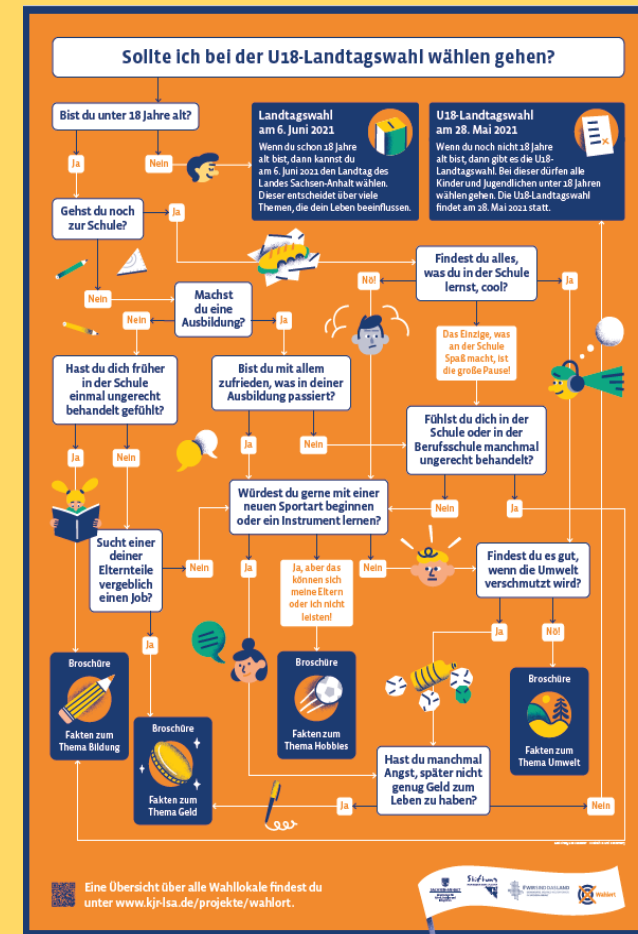 Sollte ich bei der U18-Landtagswahl wählen gehen?
Bist du unter 18 Jahre alt?
Ja
Nein
Landtagswahl
am 6. Juni 2021
Wenn du schon 18 Jahre
alt bist, dann kannst du
am 6. Juni 2021 den Landtag des
Landes Sachsen-Anhalt wählen.
Dieser entscheidet über viele
Themen, die dein Leben beeinflussen.
U18-Landtagswahl
am 28. Mai 2021
Wenn du noch nicht 18 Jahre
alt bist, dann gibt es die U18-
Landtagswahl. Bei dieser dürfen alle
Kinder und Jugendlichen unter 18 Jahren
wählen gehen. Die U18-Landtagswahl
findet am 28. Mai 2021 statt.
Gehst du noch
zur Schule?
Ja
Nein
Findest du alles,
was du in der Schule
lernst, cool?
Nö!
Ja
Das Einzige, was
an der Schule
Spaß macht, ist
die große Pause!
Machst
du eine
Ausbildung?
Nein
Ja
Hast du dich früher
in der Schule
einmal ungerecht
behandelt gefühlt?
Ja
Nein
Bist du mit allem
zufrieden, was in deiner
Ausbildung passiert?
Ja
Nein
Fühlst du dich in der
Schule oder in der
Berufsschule manchmal
ungerecht behandelt?
Nein
Ja
Würdest du gerne mit einer
neuen Sportart beginnen
oder ein Instrument lernen?
Ja
Ja, aber das
können sich
meine Eltern
oder ich nicht
leisten!
Nein
Sucht einer
deiner
Elternteile
vergeblich
einen Job?
Nein
Ja
Findest du es gut,
wenn die Umwelt
verschmutzt wird?
Ja
Nö!
Broschüre
Fakten zum
Thema Bildung
Broschüre
Fakten zum
Thema Geld
Broschüre
Fakten zum
Thema Hobbies
Broschüre
Fakten zum
Thema Umwelt
Hast du manchmal
Angst, später nicht
genug Geld zum
Leben zu haben?
Ja
Nein
Eine Übersicht über alle Wahllokale findest du
unter www.kjr-lsa.de/projekte/wahlort.
Stiftung
WIR SIND DAS LAND
Wahlort